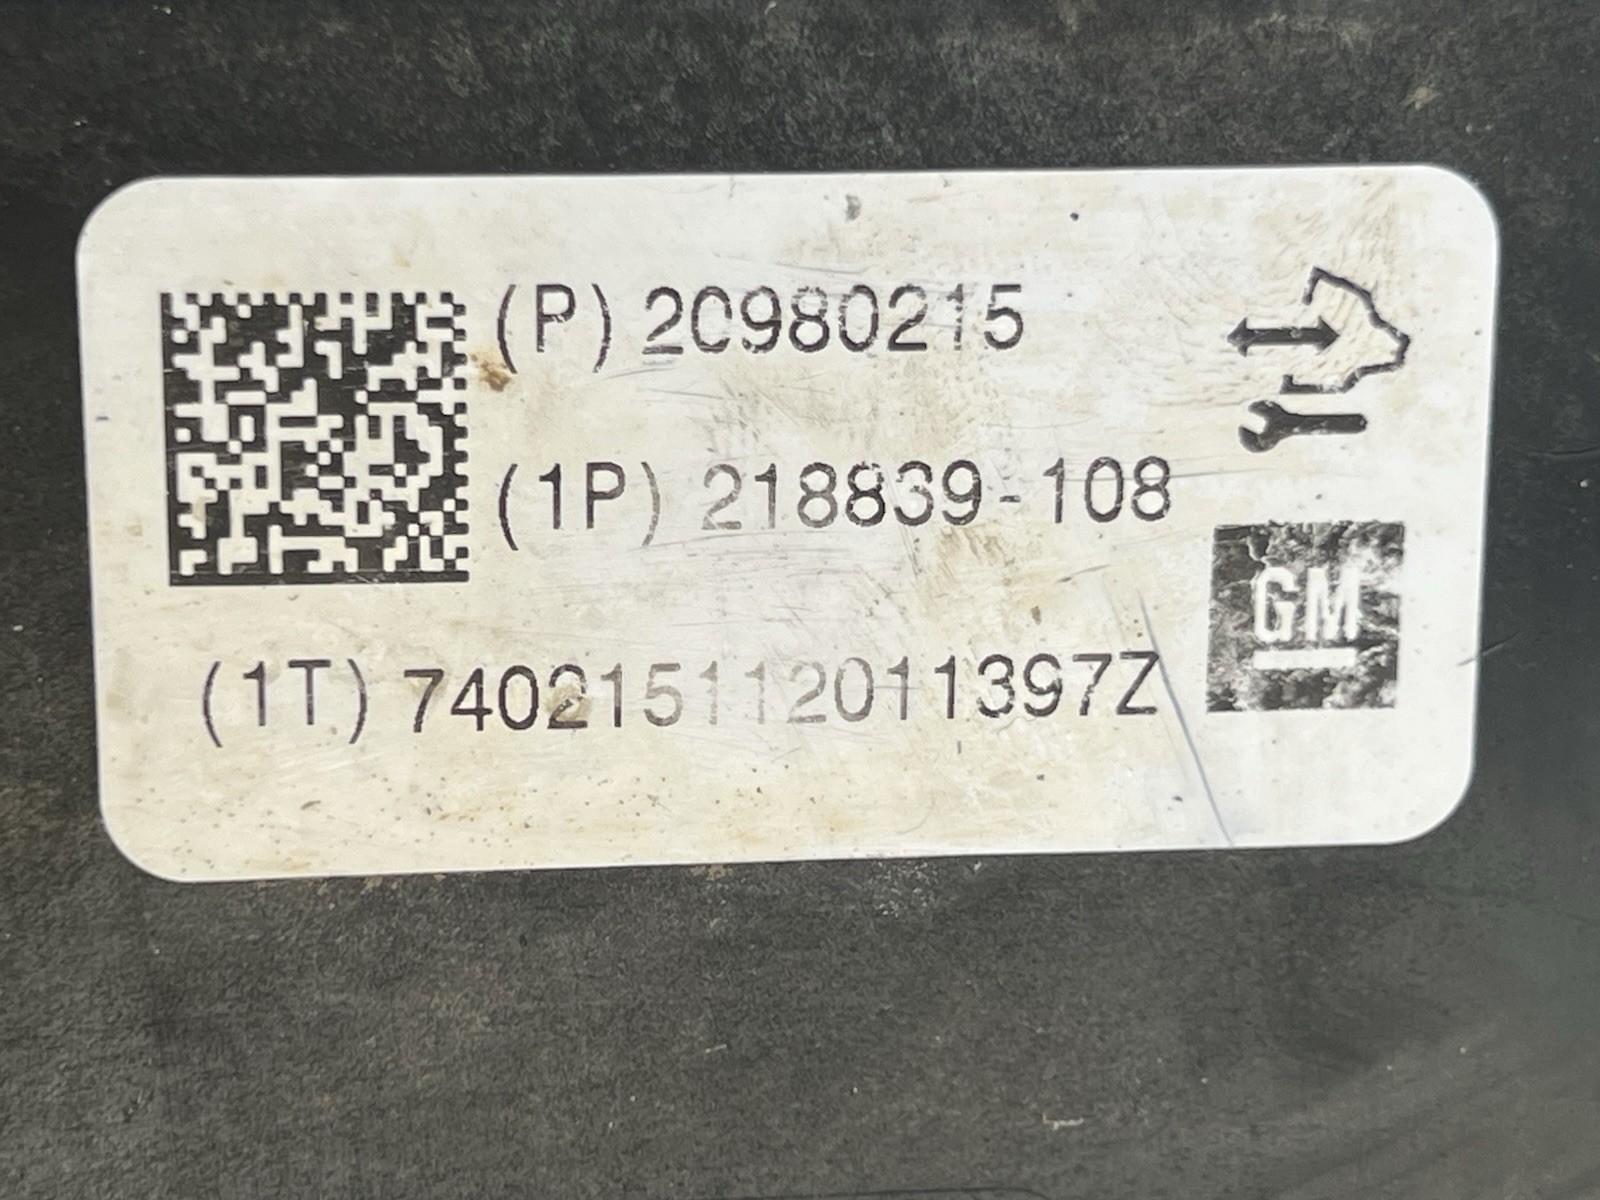 (P) 20980215
(1P) 218839-108
GM
(1T) 740215112011397Z